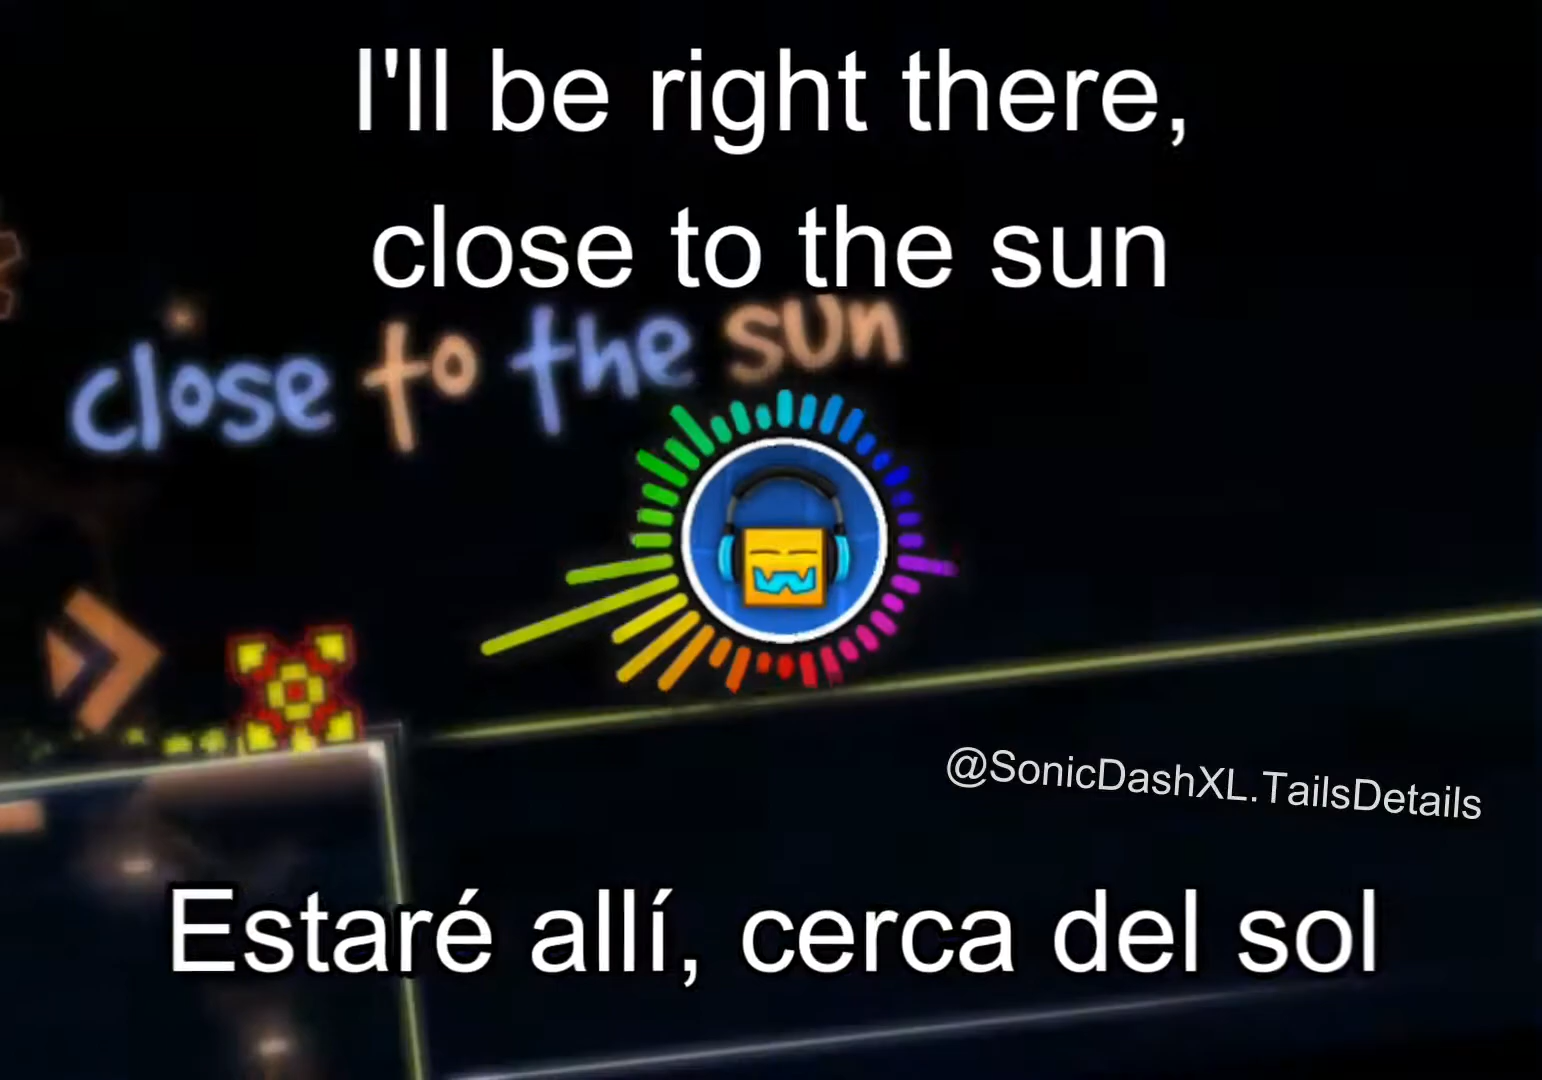 I'll be right there,
close to the sun
close to the sun
@SonicDashXL.TailsDetails
Estaré allí, cerca del sol